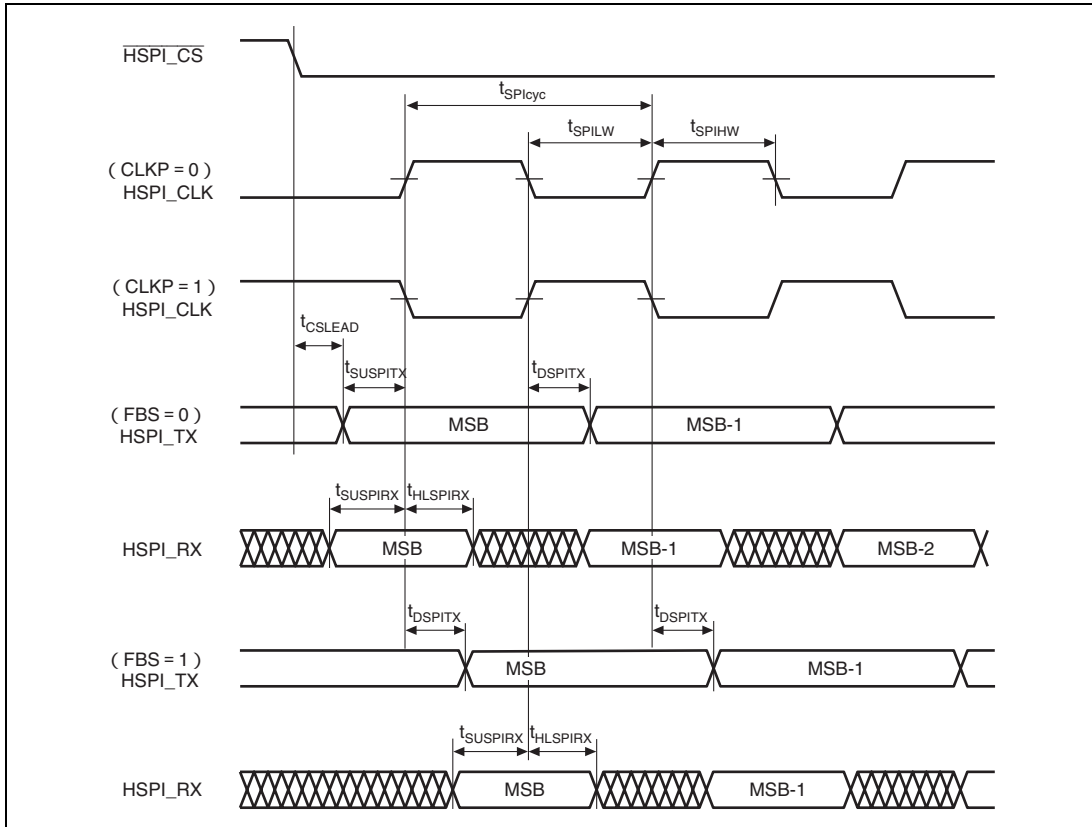 HSPI_CS
tSPIcyc
tSPILW tSPIHW
( CLKP = 0 )
HSPI_CLK
( CLKP = 1 )
HSPI_CLK
tCSLEAD
tSUSPITX tDSPITX
( FBS = 0 )
HSPI_TX
MSB MSB-1
tSUSPIRX tHLSPIRX
HSPI_RX MSB MSB-1 MSB-2
tDSPITX tDSPITX
( FBS = 1 )
HSPI_TX
MSB MSB-1
tSUSPIRX tHLSPIRX
HSPI_RX MSB MSB-1